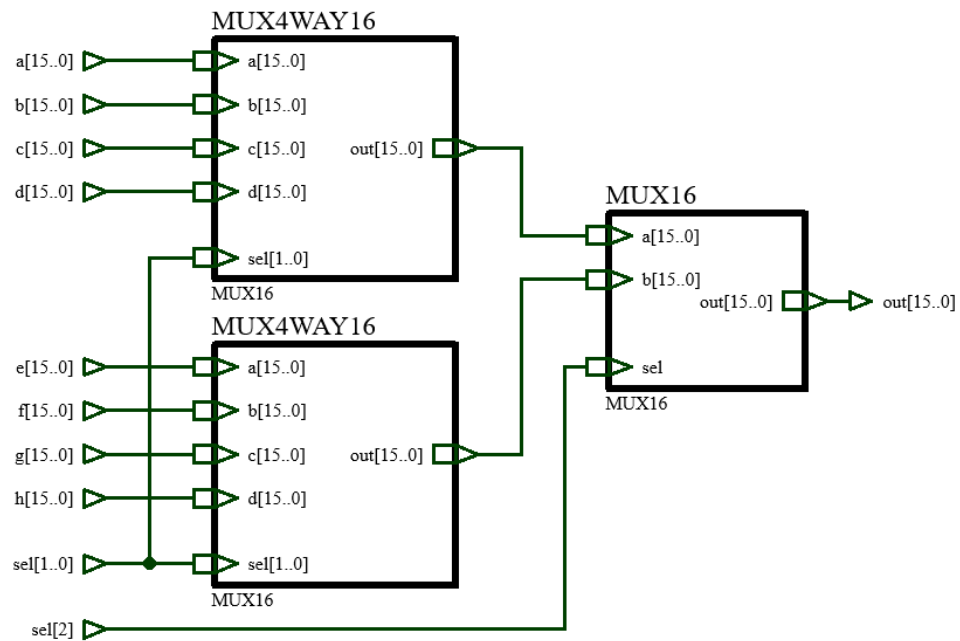 MUX4WAY16
a[15..0] a[15..0]
b[15..0] b[15..0]
c[15..0] c[15..0] out[15..0]
d[15..0] d[15..0]
sel[1..0]
MUX16
MUX16
a[15..0]
b[15..0]
out[15..0] out[15..0]
sel
MUX16
MUX4WAY16
e[15..0] a[15..0]
f[15..0] b[15..0]
g[15..0] c[15..0] out[15..0]
h[15..0] d[15..0]
sel[1..0] sel[1..0]
MUX16
sel[2]